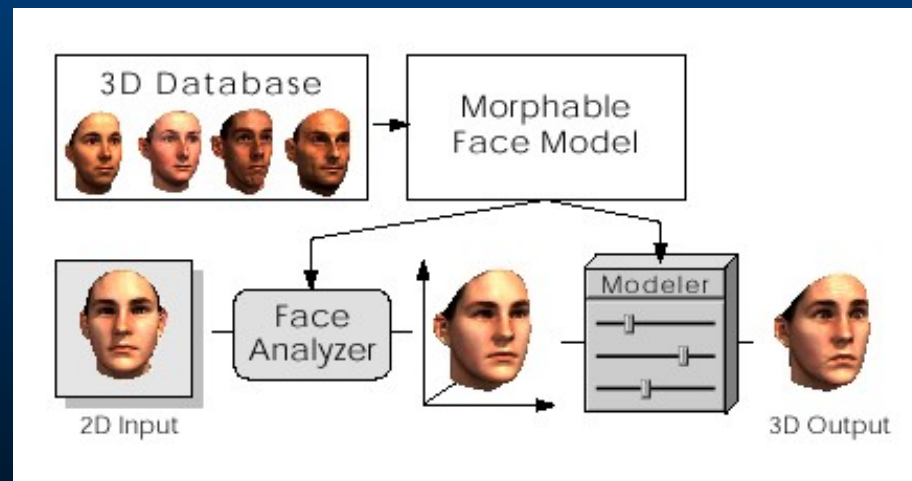 3D Database
Morphable
Face Model
Face
Analyzer
Modeler
2D Input
3D Output